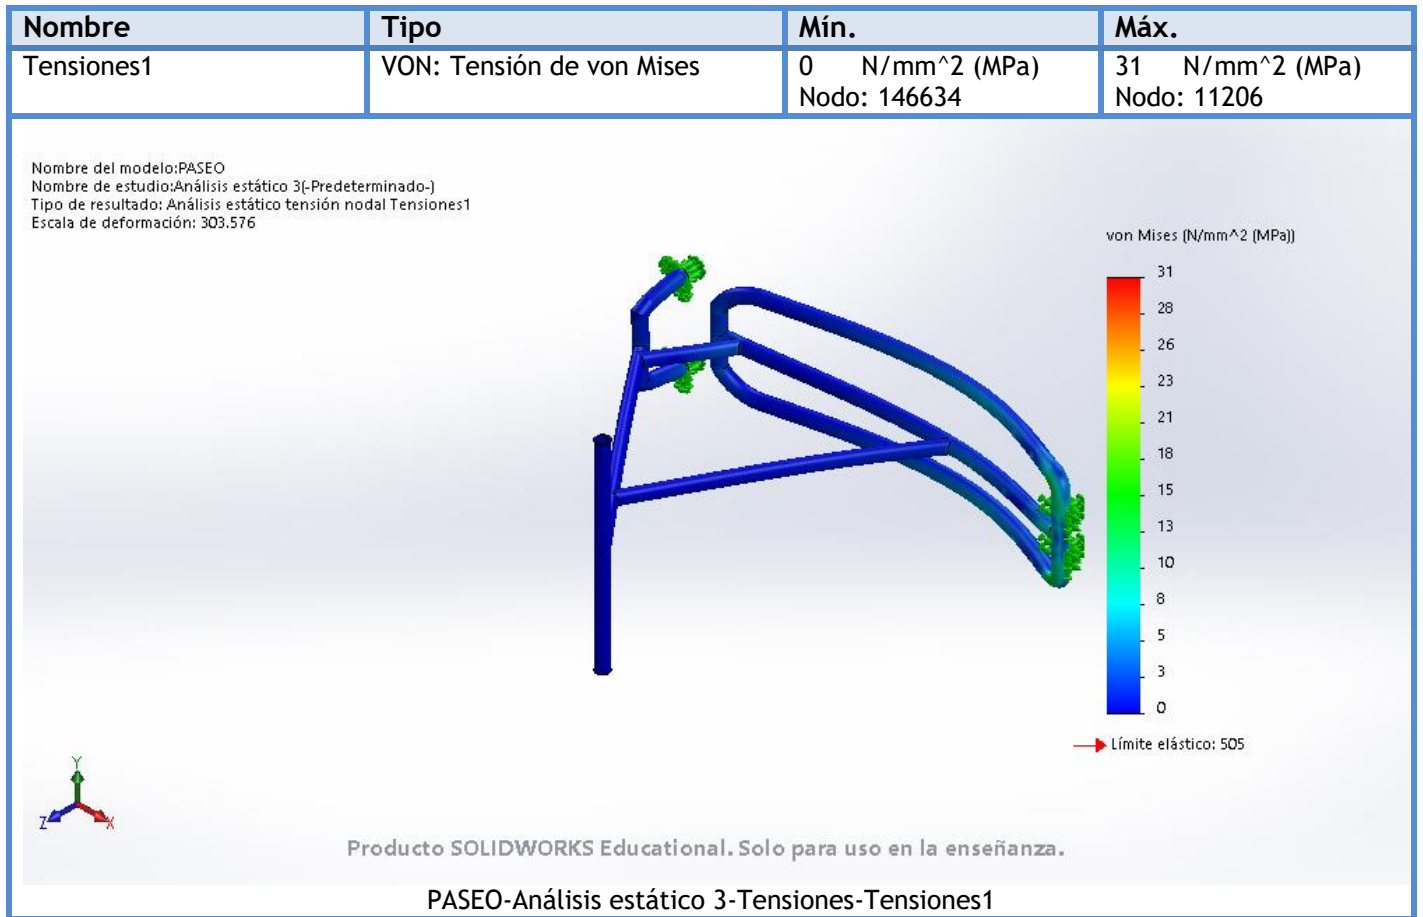 Nombre Tipo Mín. Máx.
Tensiones1 VON: Tensión de von Mises 0 N/mm^2 (MPa) 31 N/mm^2 (MPa)
Nodo: 146634 Nodo: 11206
Nombre del modelo:PASEO
Nombre de estudio:Análisis estático 3(-Predeterminado-)
Tipo de resultado: Análisis estático tensión nodal Tensiones1
Escala de deformación: 303.576
von Mises (N/mm^2 (MPa))
31
28
26
23
21
18
15
13
10
8
5
3
0
Límite elástico: 505
Y
Z X
Producto SOLIDWORKS Educational. Solo para uso en la enseñanza.
PASEO-Análisis estático 3-Tensiones-Tensiones1